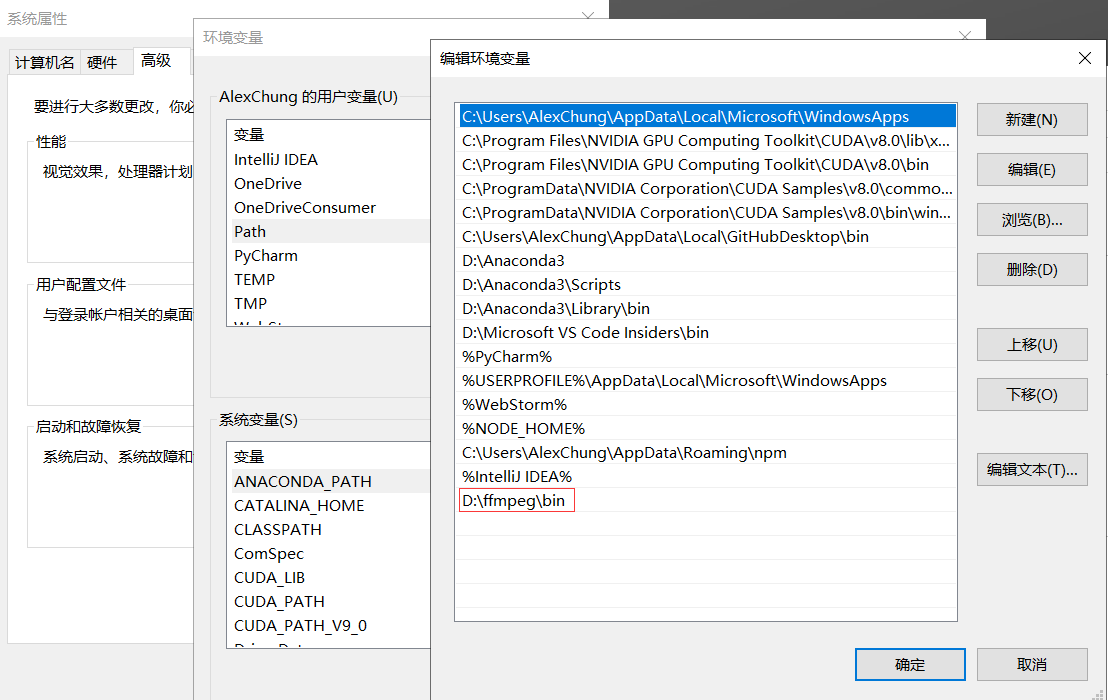 系统属性
计算机名
硬件
高级
要进行大多数更改，你必
性能
视觉效果，处理器计划
用户配置文件
与登录帐户相关的桌面
启动和故障恢复
系统启动、系统故障和
环境变量
AlexChung 的用户变量(U)
变量
IntelliJ IDEA
OneDrive
OneDriveConsumer
Path
PyCharm
TEMP
TMP
系统变量(S)
变量
ANACONDA_PATH
CATALINA_HOME
CLASSPATH
ComSpec
CUDA_LIB
CUDA_PATH
CUDA_PATH_V9_0
编辑环境变量
C:\Users\AlexChung\AppData\Local\Microsoft\WindowsApps
C:\Program Files\NVIDIA GPU Computing Toolkit\CUDA\v8.0\lib\x...
C:\Program Files\NVIDIA GPU Computing Toolkit\CUDA\v8.0\bin
C:\ProgramData\NVIDIA Corporation\CUDA Samples\v8.0\commo...
C:\ProgramData\NVIDIA Corporation\CUDA Samples\v8.0\bin\win...
C:\Users\AlexChung\AppData\Local\GitHubDesktop\bin
D:\Anaconda3
D:\Anaconda3\Scripts
D:\Anaconda3\Library\bin
D:\Microsoft VS Code Insiders\bin
%PyCharm%
%USERPROFILE%\AppData\Local\Microsoft\WindowsApps
%WebStorm%
%NODE_HOME%
C:\Users\AlexChung\AppData\Roaming\npm
%IntelliJ IDEA%
D:\ffmpeg\bin
新建(N)
编辑(E)
浏览(B)...
删除(D)
上移(U)
下移(O)
编辑文本(T)...
确定
取消